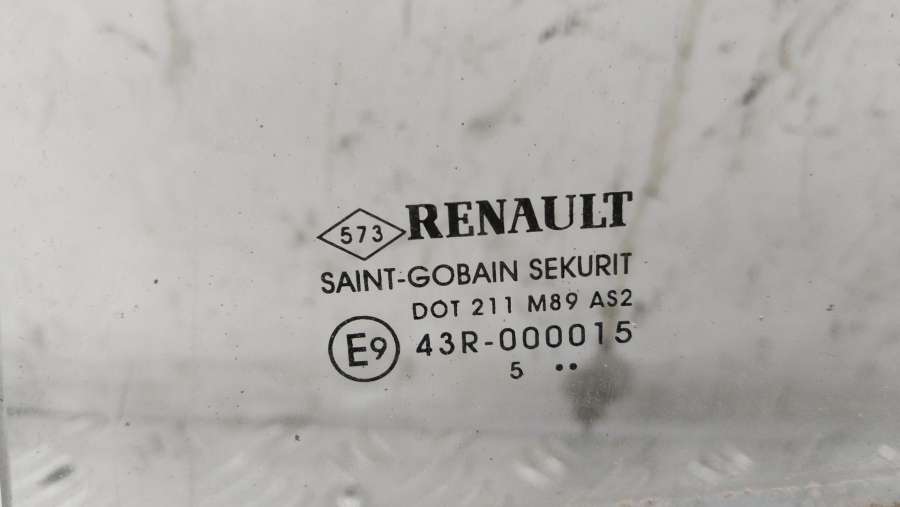 573 RENAULT
SAINT-GOBAIN SEKURIT
DOT 211 M89 AS2
E9 43R-000015
5 ••